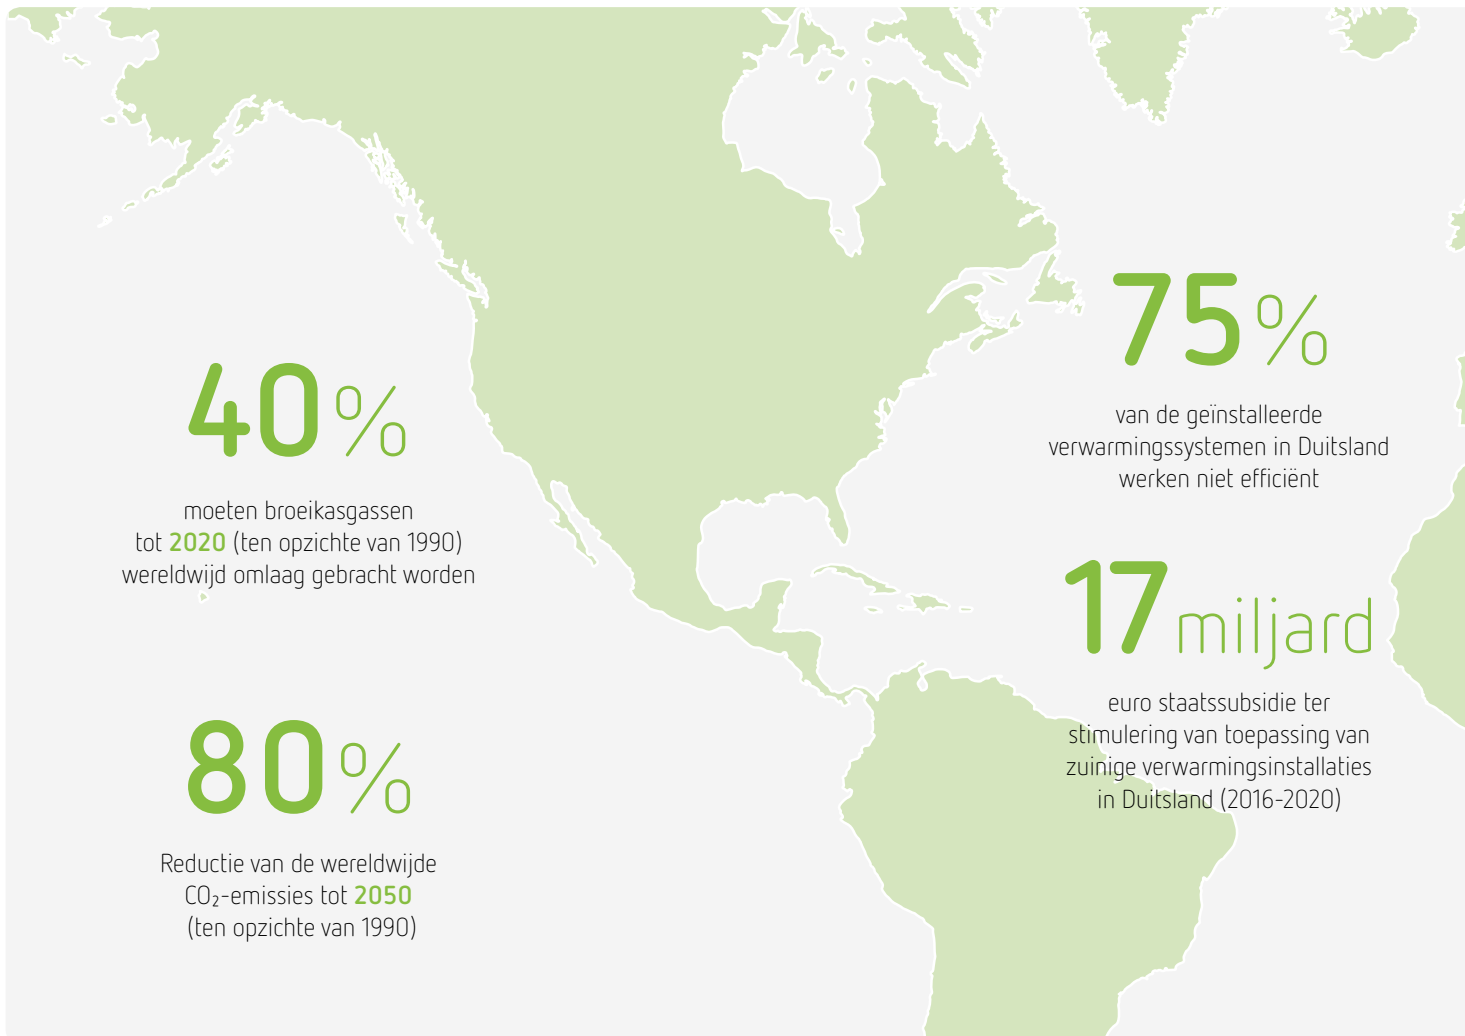 40%
moeten broeikasgassen
tot 2020 (ten opzichte van 1990)
wereldwijd omlaag gebracht worden
80%
Reductie van de wereldwijde
CO₂-emissies tot 2050
(ten opzichte van 1990)
75%
van de geïnstalleerde
verwarmingssystemen in Duitsland
werken niet efficiënt
17 miljard
euro staatssubsidie ter
stimulering van toepassing van
zuinige verwarmingsinstallaties
in Duitsland (2016-2020)